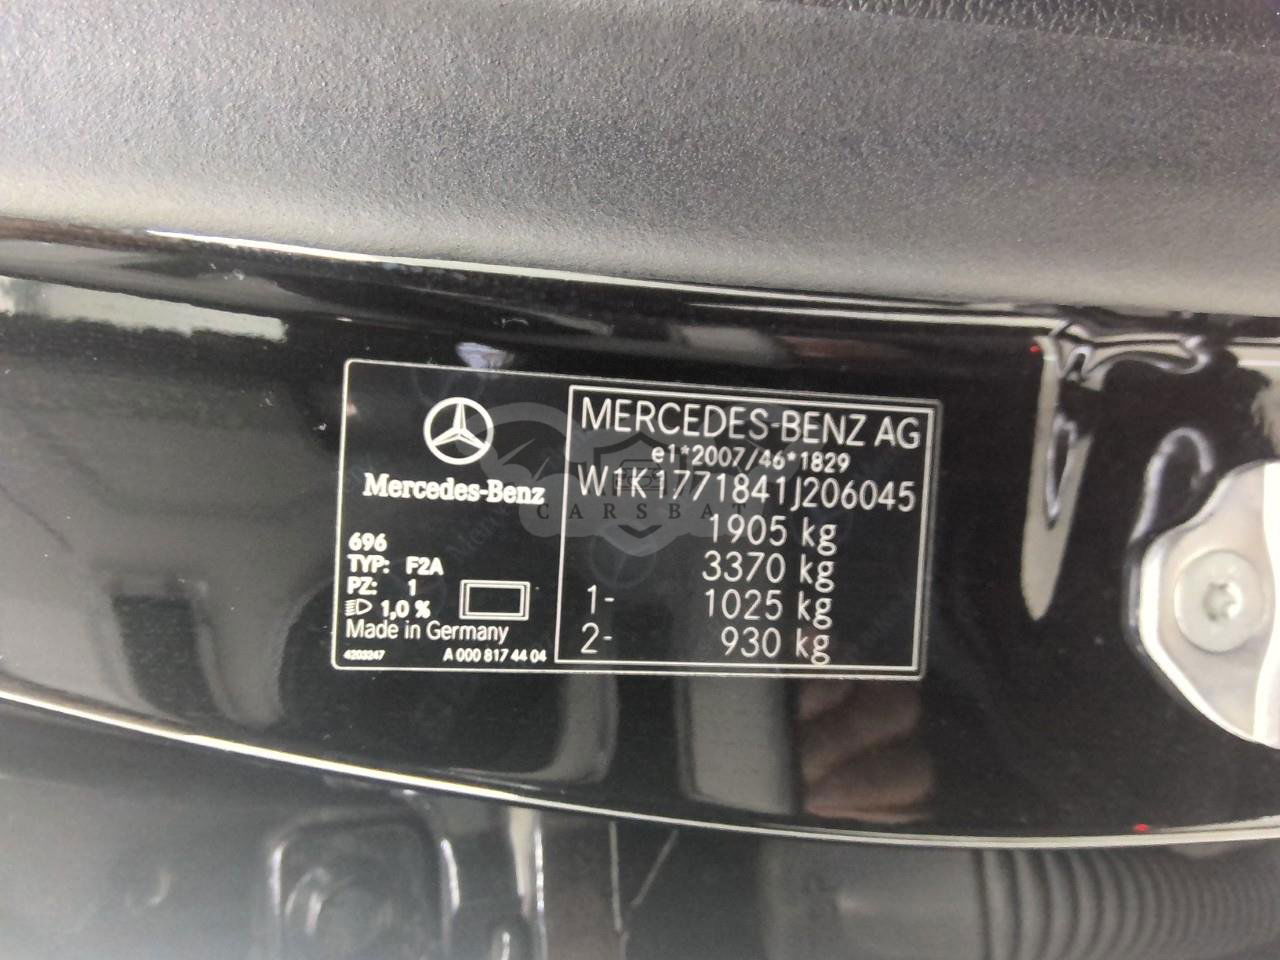 Mercedes-Benz
696
TYP: F2A
PZ: 1
1,0 %
Made in Germany
4203247 A 000 817 44 04
MERCEDES-BENZ AG
e1*2007/46*1829
W1K1771841J206045
1905 kg
3370 kg
1- 1025 kg
2- 930 kg
CARSBAT